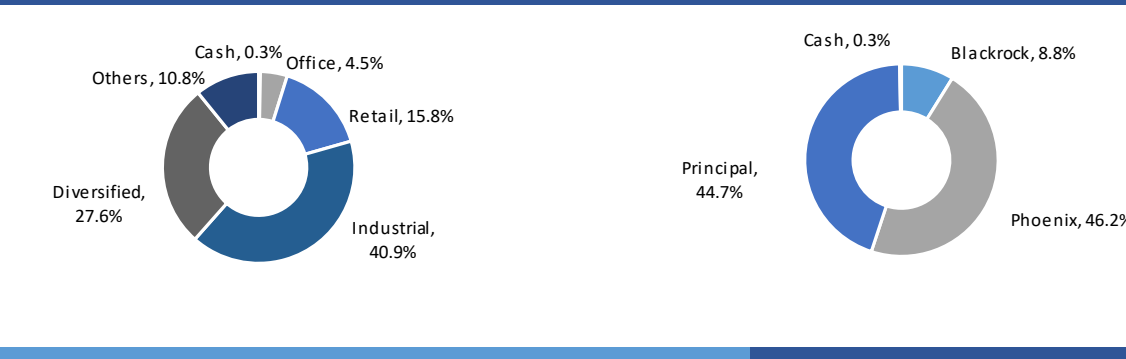 Cash, 0.3%
Office, 4.5%
Others, 10.8%
Retail, 15.8%
Diversified,
27.6%
Industrial,
40.9%
Cash, 0.3%
Blackrock, 8.8%
Principal,
44.7%
Phoenix, 46.2%